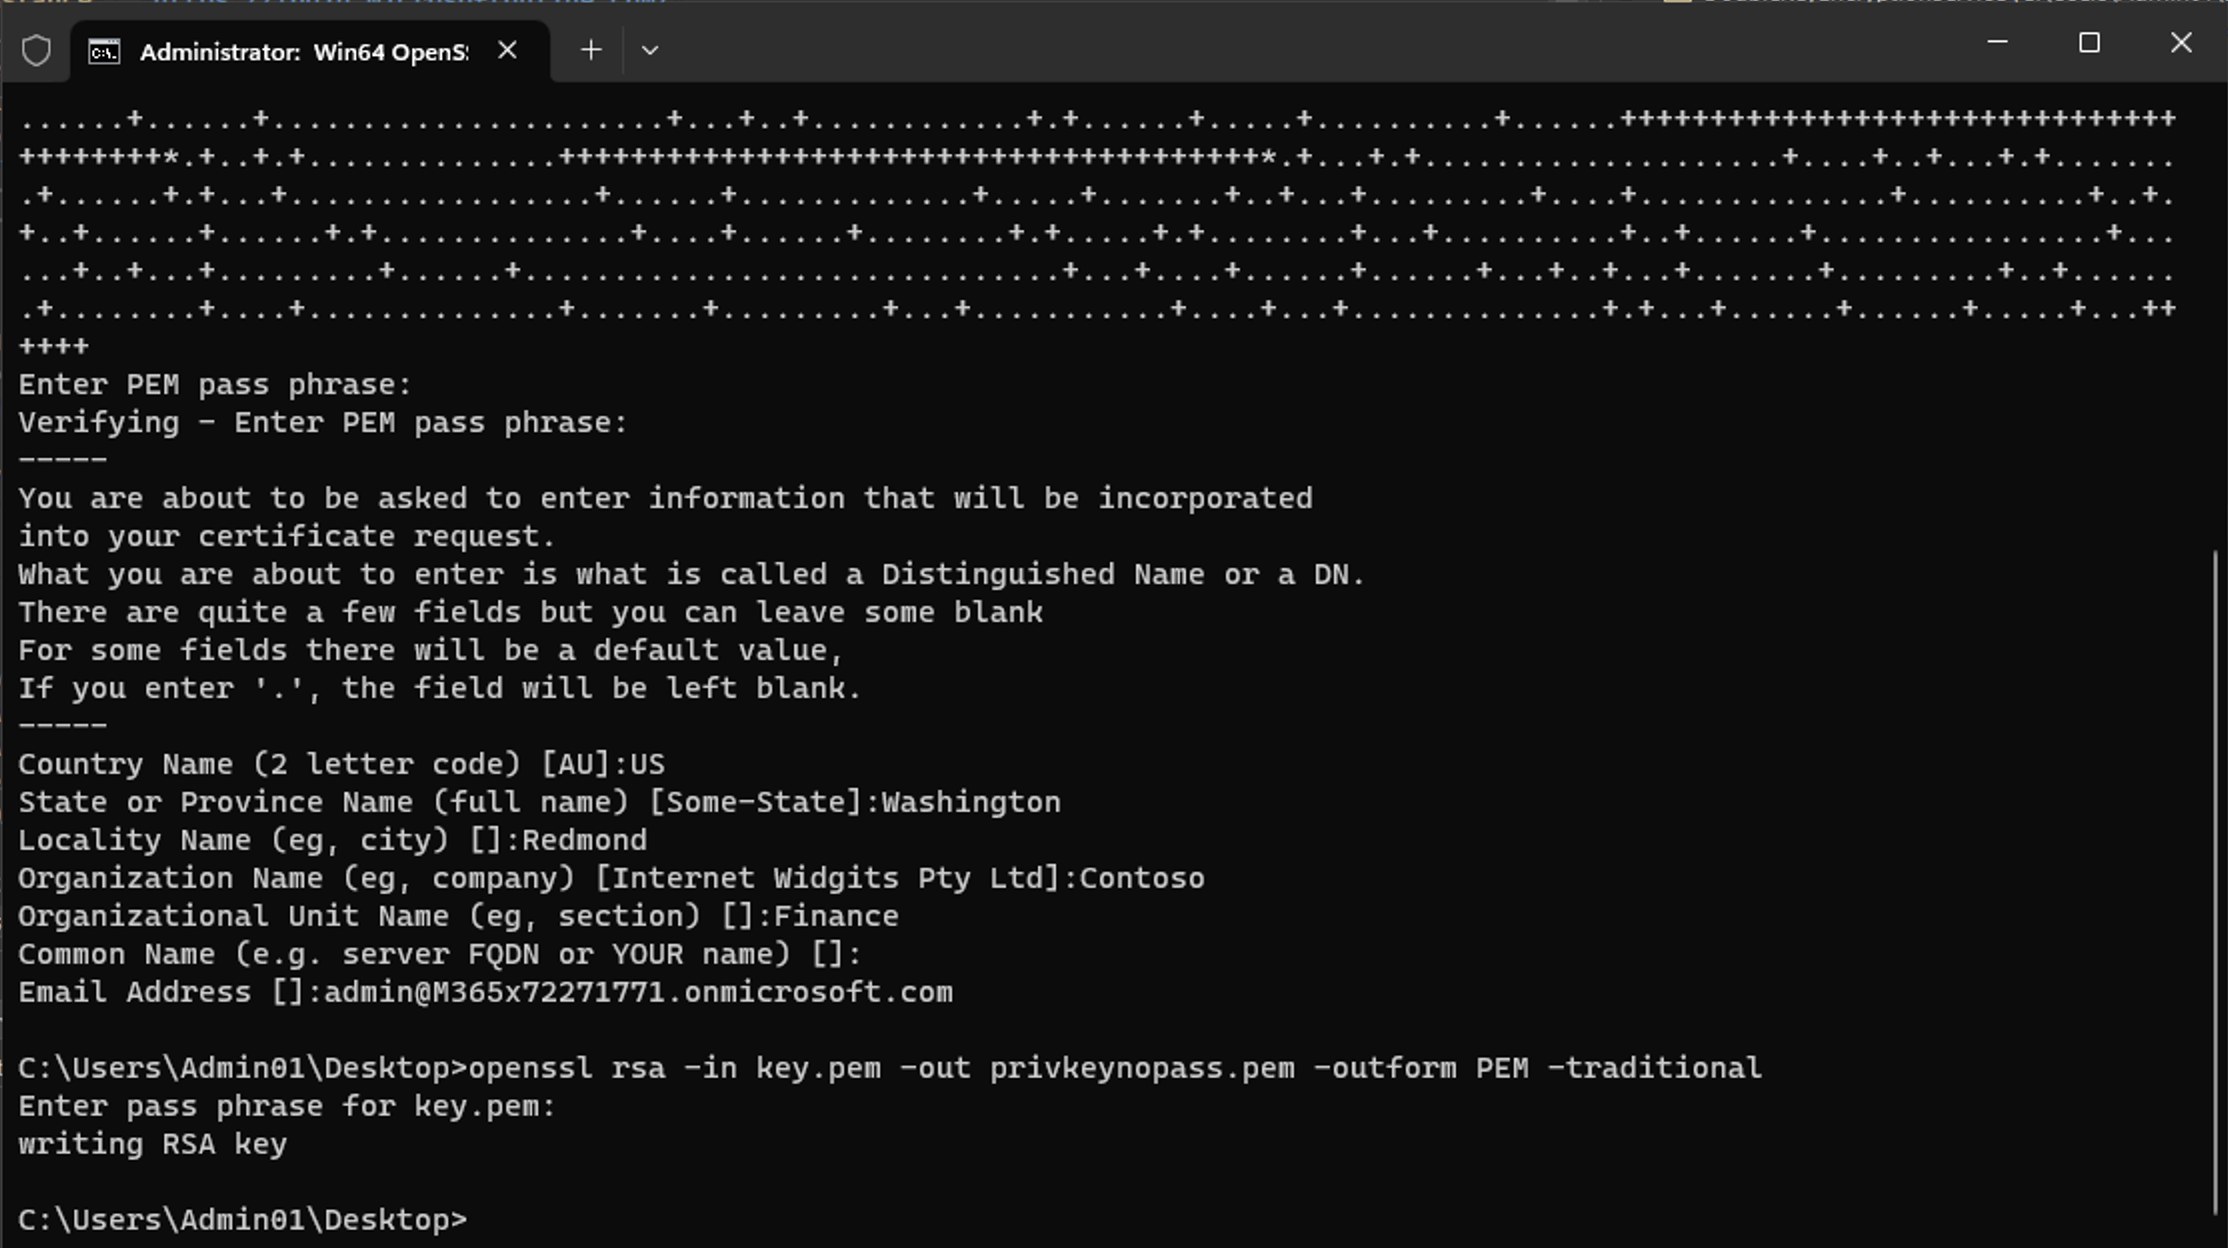 Administrator: Win64 OpenS
......+......+......................+...+..+............+.+......+.....+..........+......+++++++++++++++++++++++++++++++
++++++++*.+..+.+..............+++++++++++++++++++++++++++++++++++++++*.+...+.+....................+....+..+...+.+.......
.+......+.+...+.................+......+.............+.....+.......+..+...+.........+....+..............+..........+..+.
+..+......+......+.+..............+....+......+........+.+.....+.+........+...+..........+..+......+................+...
...+..+...+.........+......+..............................+...+....+......+......+...+..+...+.......+.........+..+......
.+........+....+..............+.......+.........+...+...........+....+...+..............+.+...+......+......+.....+...++
++++
Enter PEM pass phrase:
Verifying - Enter PEM pass phrase:
-----
You are about to be asked to enter information that will be incorporated
into your certificate request.
What you are about to enter is what is called a Distinguished Name or a DN.
There are quite a few fields but you can leave some blank
For some fields there will be a default value,
If you enter '.', the field will be left blank.
-----
Country Name (2 letter code) [AU]:US
State or Province Name (full name) [Some-State]:Washington
Locality Name (eg, city) []:Redmond
Organization Name (eg, company) [Internet Widgits Pty Ltd]:Contoso
Organizational Unit Name (eg, section) []:Finance
Common Name (e.g. server FQDN or YOUR name) []:
Email Address []:admin@M365x72271771.onmicrosoft.com
C:\Users\Admin01\Desktop>openssl rsa -in key.pem -out privkeynopass.pem -outform PEM -traditional
Enter pass phrase for key.pem:
writing RSA key
C:\Users\Admin01\Desktop>